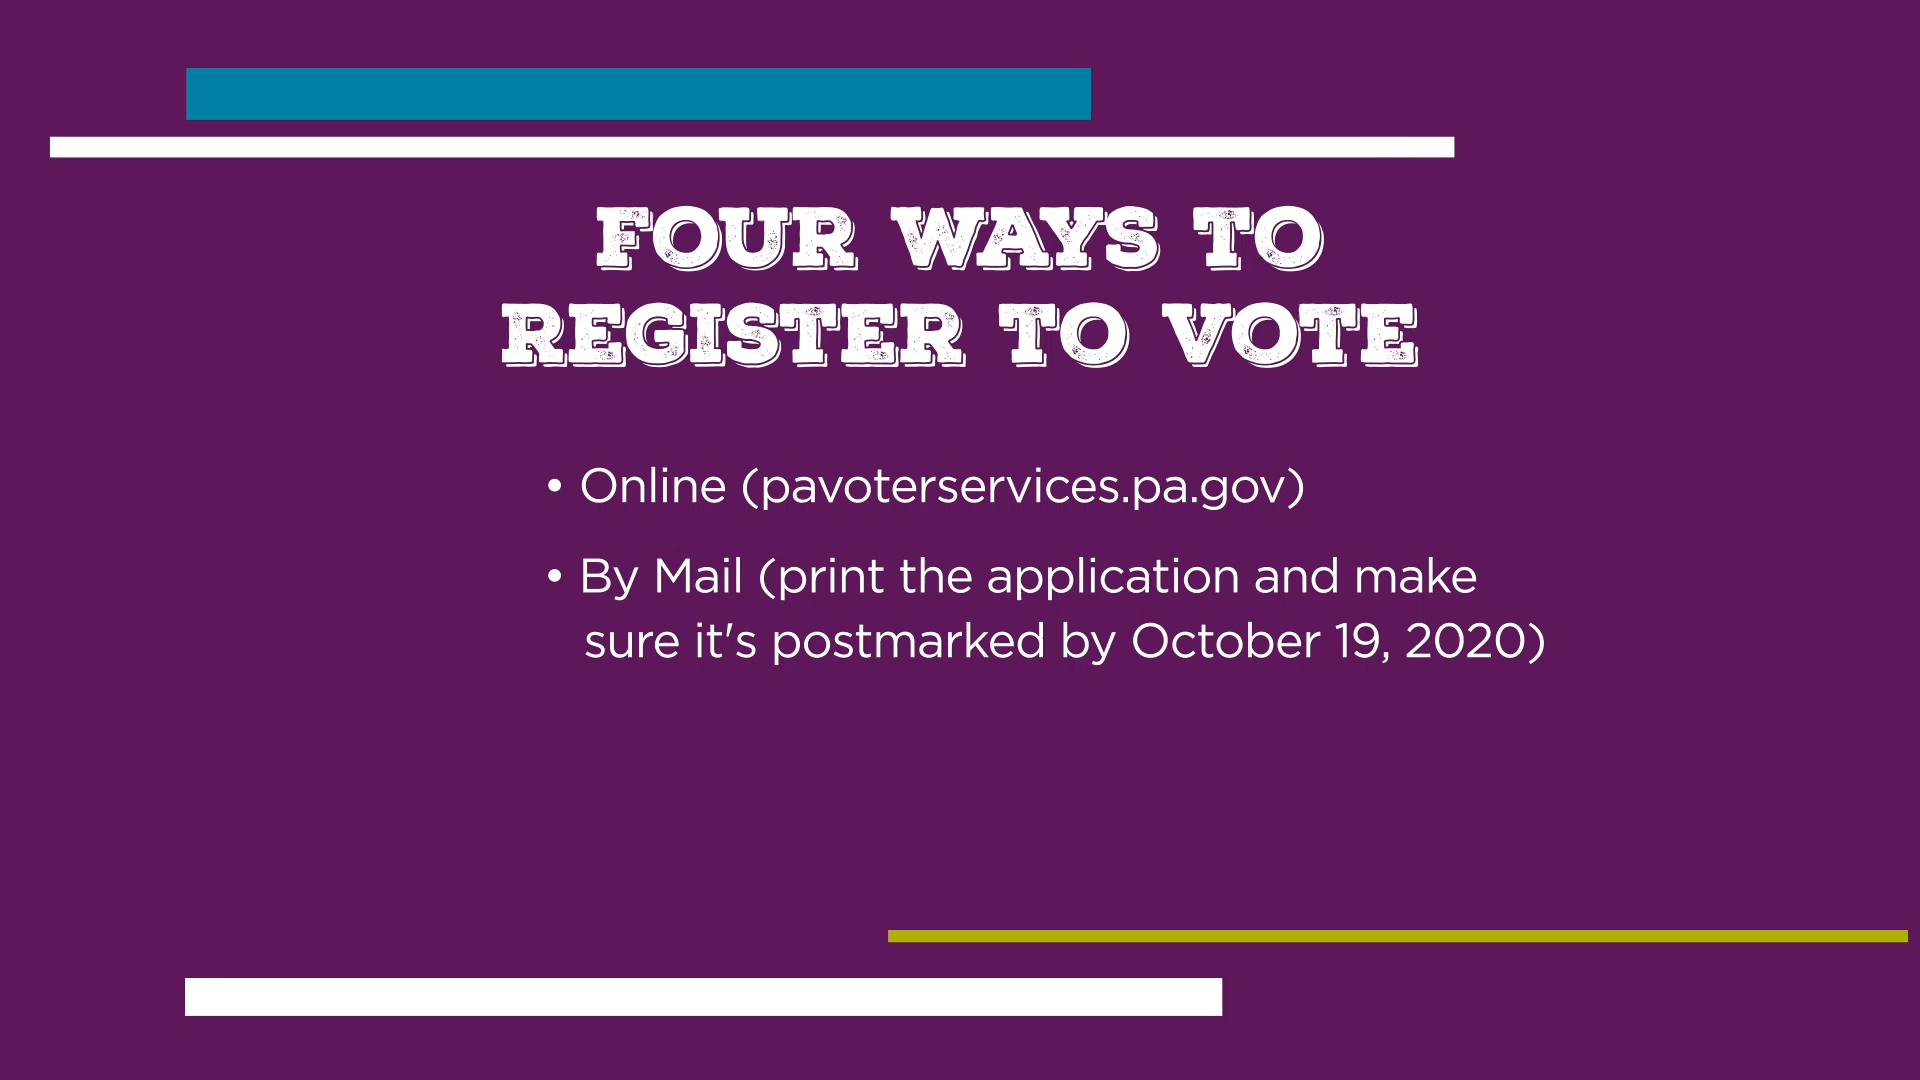 FOUR WAYS TO
REGISTER TO VOTE
• Online (pavoterservices.pa.gov)
• By Mail (print the application and make
sure it's postmarked by October 19, 2020)